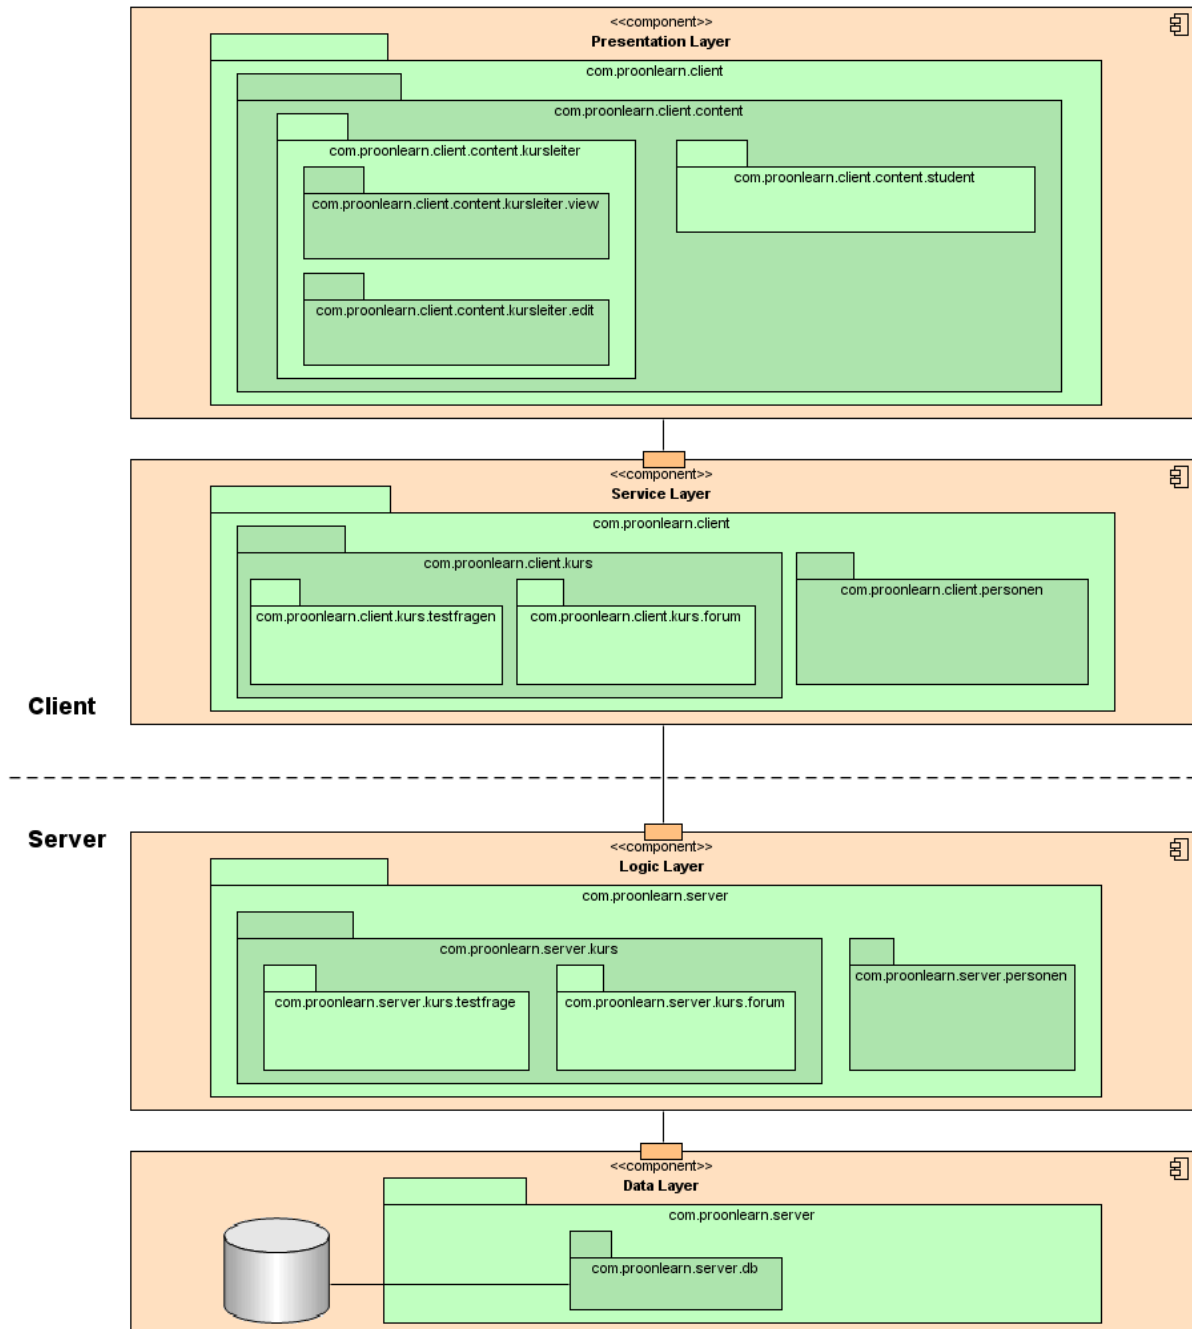 <<component>>
Presentation Layer
com.proonlearn.client
com.proonlearn.client.content
com.proonlearn.client.content.kursleiter
com.proonlearn.client.content.student
com.proonlearn.client.content.kursleiter.view
com.proonlearn.client.content.kursleiter.edit
<<component>>
Service Layer
com.proonlearn.client
com.proonlearn.client.kurs
com.proonlearn.client.personen
com.proonlearn.client.kurs.testfragen
com.proonlearn.client.kurs.forum
Client
Server
<<component>>
Logic Layer
com.proonlearn.server
com.proonlearn.server.kurs
com.proonlearn.server.personen
com.proonlearn.server.kurs.testfrage
com.proonlearn.server.kurs.forum
<<component>>
Data Layer
com.proonlearn.server
com.proonlearn.server.db